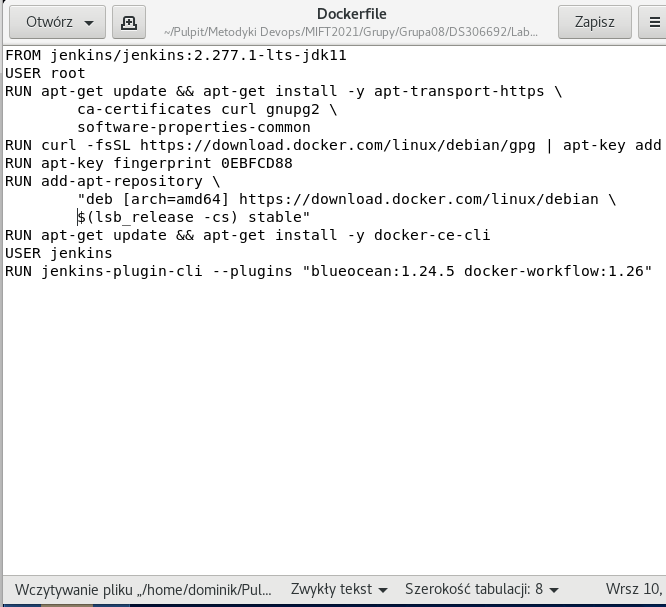 Otwórz
Dockerfile
~/Pulpit/Metodyki Devops/MIFT2021/Grupy/Grupa08/DS306692/Lab...
Zapisz
FROM jenkins/jenkins:2.277.1-lts-jdk11
USER root
RUN apt-get update && apt-get install -y apt-transport-https \
ca-certificates curl gnupg2 \
software-properties-common
RUN curl -fsSL https://download.docker.com/linux/debian/gpg | apt-key add
RUN apt-key fingerprint 0EBFCD88
RUN add-apt-repository \
"deb [arch=amd64] https://download.docker.com/linux/debian \
$(lsb_release -cs) stable"
RUN apt-get update && apt-get install -y docker-ce-cli
USER jenkins
RUN jenkins-plugin-cli --plugins "blueocean:1.24.5 docker-workflow:1.26"
Wczytywanie pliku „/home/dominik/Pul...
Zwykły tekst
Szerokość tabulacji: 8
Wrsz 10,